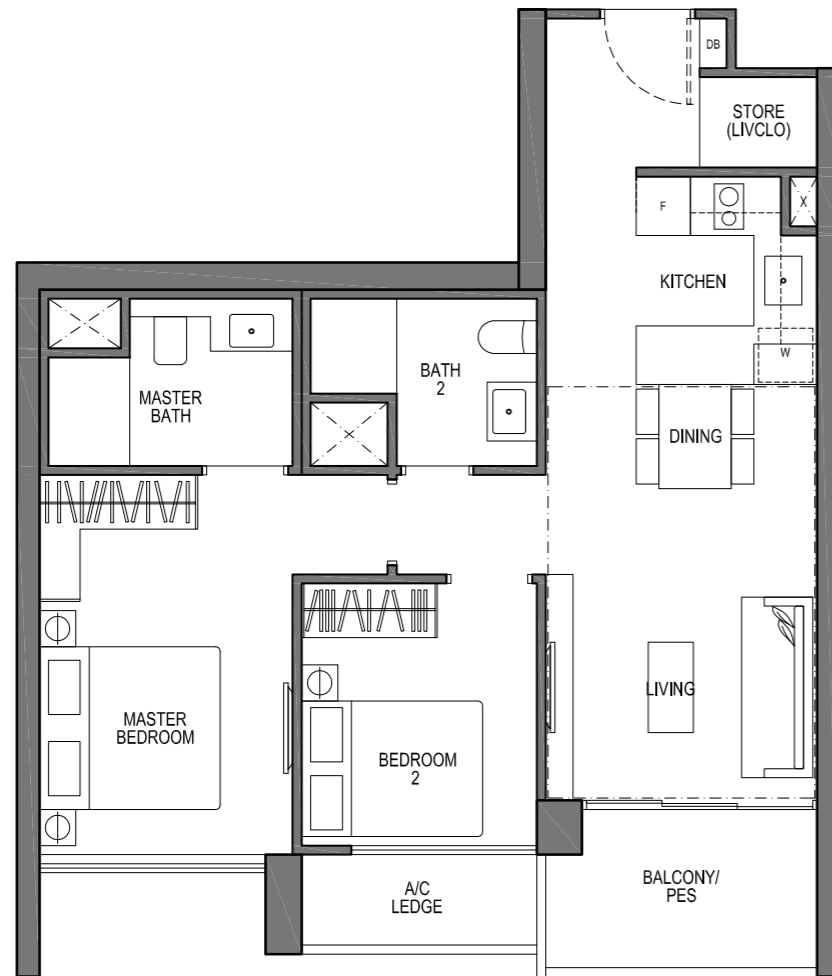 DB
STORE
(LIVCLO)
F
X
KITCHEN
W
MASTER
BATH
BATH
2
DINING
MASTER
BEDROOM
BEDROOM
2
LIVING
A/C
LEDGE
BALCONY/
PES